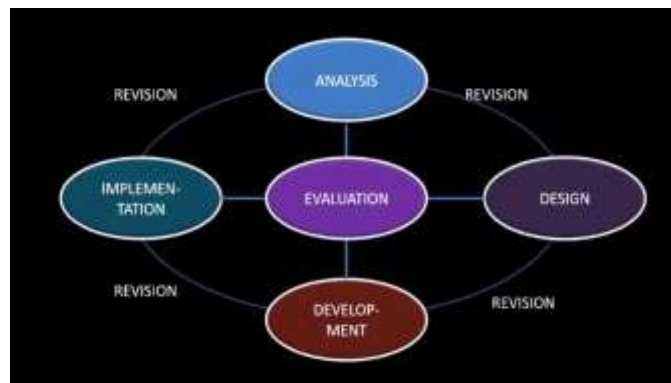 ANALYSIS
REVISION
REVISION
IMPLEMEN-
TATION
EVALUATION
DESIGN
REVISION
REVISION
DEVELOP-
MENT